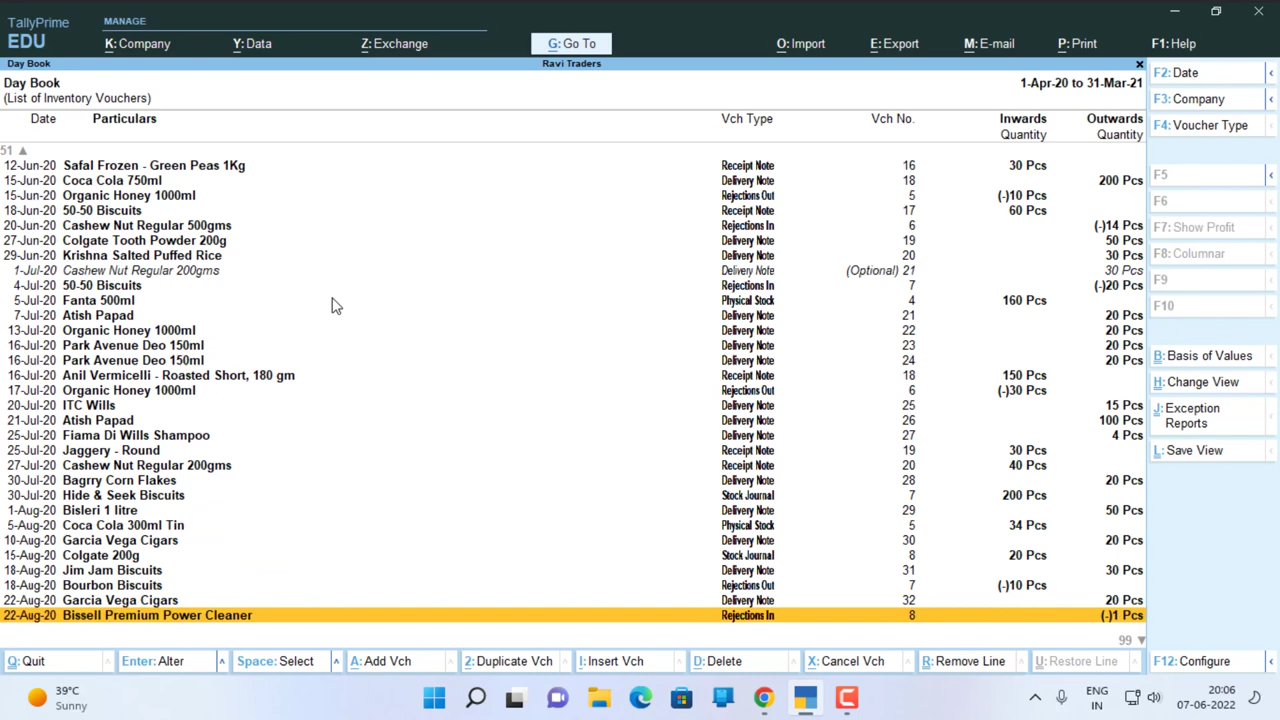 TallyPrime
EDU
MANAGE
K: Company Y: Data Z: Exchange G: Go To O: Import E: Export M: E-mail P: Print F1: Help
Day Book Ravi Traders
Day Book 1-Apr-20 to 31-Mar-21
(List of Inventory Vouchers)
Date Particulars Vch Type Vch No. Inwards Outwards
Quantity Quantity
51
12-Jun-20 Safal Frozen - Green Peas 1Kg Receipt Note 16 30 Pcs
15-Jun-20 Coca Cola 750ml Delivery Note 18 200 Pcs
15-Jun-20 Organic Honey 1000ml Rejections Out 5 (-)10 Pcs
18-Jun-20 50-50 Biscuits Receipt Note 17 60 Pcs
20-Jun-20 Cashew Nut Regular 500gms Rejections In 6 (-)14 Pcs
27-Jun-20 Colgate Tooth Powder 200g Delivery Note 19 50 Pcs
29-Jun-20 Krishna Salted Puffed Rice Delivery Note 20 30 Pcs
1-Jul-20 Cashew Nut Regular 200gms Delivery Note (Optional) 21 30 Pcs
4-Jul-20 50-50 Biscuits Rejections In 7 (-)20 Pcs
5-Jul-20 Fanta 500ml Physical Stock 4 160 Pcs
7-Jul-20 Atish Papad Delivery Note 21 20 Pcs
13-Jul-20 Organic Honey 1000ml Delivery Note 22 20 Pcs
16-Jul-20 Park Avenue Deo 150ml Delivery Note 23 20 Pcs
16-Jul-20 Park Avenue Deo 150ml Delivery Note 24 20 Pcs
16-Jul-20 Anil Vermicelli - Roasted Short, 180 gm Receipt Note 18 150 Pcs
17-Jul-20 Organic Honey 1000ml Rejections Out 6 (-)30 Pcs
20-Jul-20 ITC Wills Delivery Note 25 15 Pcs
21-Jul-20 Atish Papad Delivery Note 26 100 Pcs
25-Jul-20 Fiama Di Wills Shampoo Delivery Note 27 4 Pcs
25-Jul-20 Jaggery - Round Receipt Note 19 30 Pcs
27-Jul-20 Cashew Nut Regular 200gms Receipt Note 20 40 Pcs
30-Jul-20 Bagrry Corn Flakes Delivery Note 28 20 Pcs
30-Jul-20 Hide & Seek Biscuits Stock Journal 7 200 Pcs
1-Aug-20 Bisleri 1 litre Delivery Note 29 50 Pcs
5-Aug-20 Coca Cola 300ml Tin Physical Stock 5 34 Pcs
10-Aug-20 Garcia Vega Cigars Delivery Note 30 20 Pcs
15-Aug-20 Colgate 200g Stock Journal 8 20 Pcs
18-Aug-20 Jim Jam Biscuits Delivery Note 31 30 Pcs
18-Aug-20 Bourbon Biscuits Rejections Out 7 (-)10 Pcs
22-Aug-20 Garcia Vega Cigars Delivery Note 32 20 Pcs
22-Aug-20 Bissell Premium Power Cleaner Rejections In 8 (-)1 Pcs
99
F2: Date
F3: Company
F4: Voucher Type
F5
F6
F7: Show Profit
F8: Columnar
F9
F10
B: Basis of Values
H: Change View
J: Exception
Reports
L: Save View
Q: Quit Enter: Alter Space: Select A: Add Vch 2: Duplicate Vch I: Insert Vch D: Delete X: Cancel Vch R: Remove Line U: Restore Line F12: Configure
39°C
Sunny
ENG
IN
20:06
07-06-2022